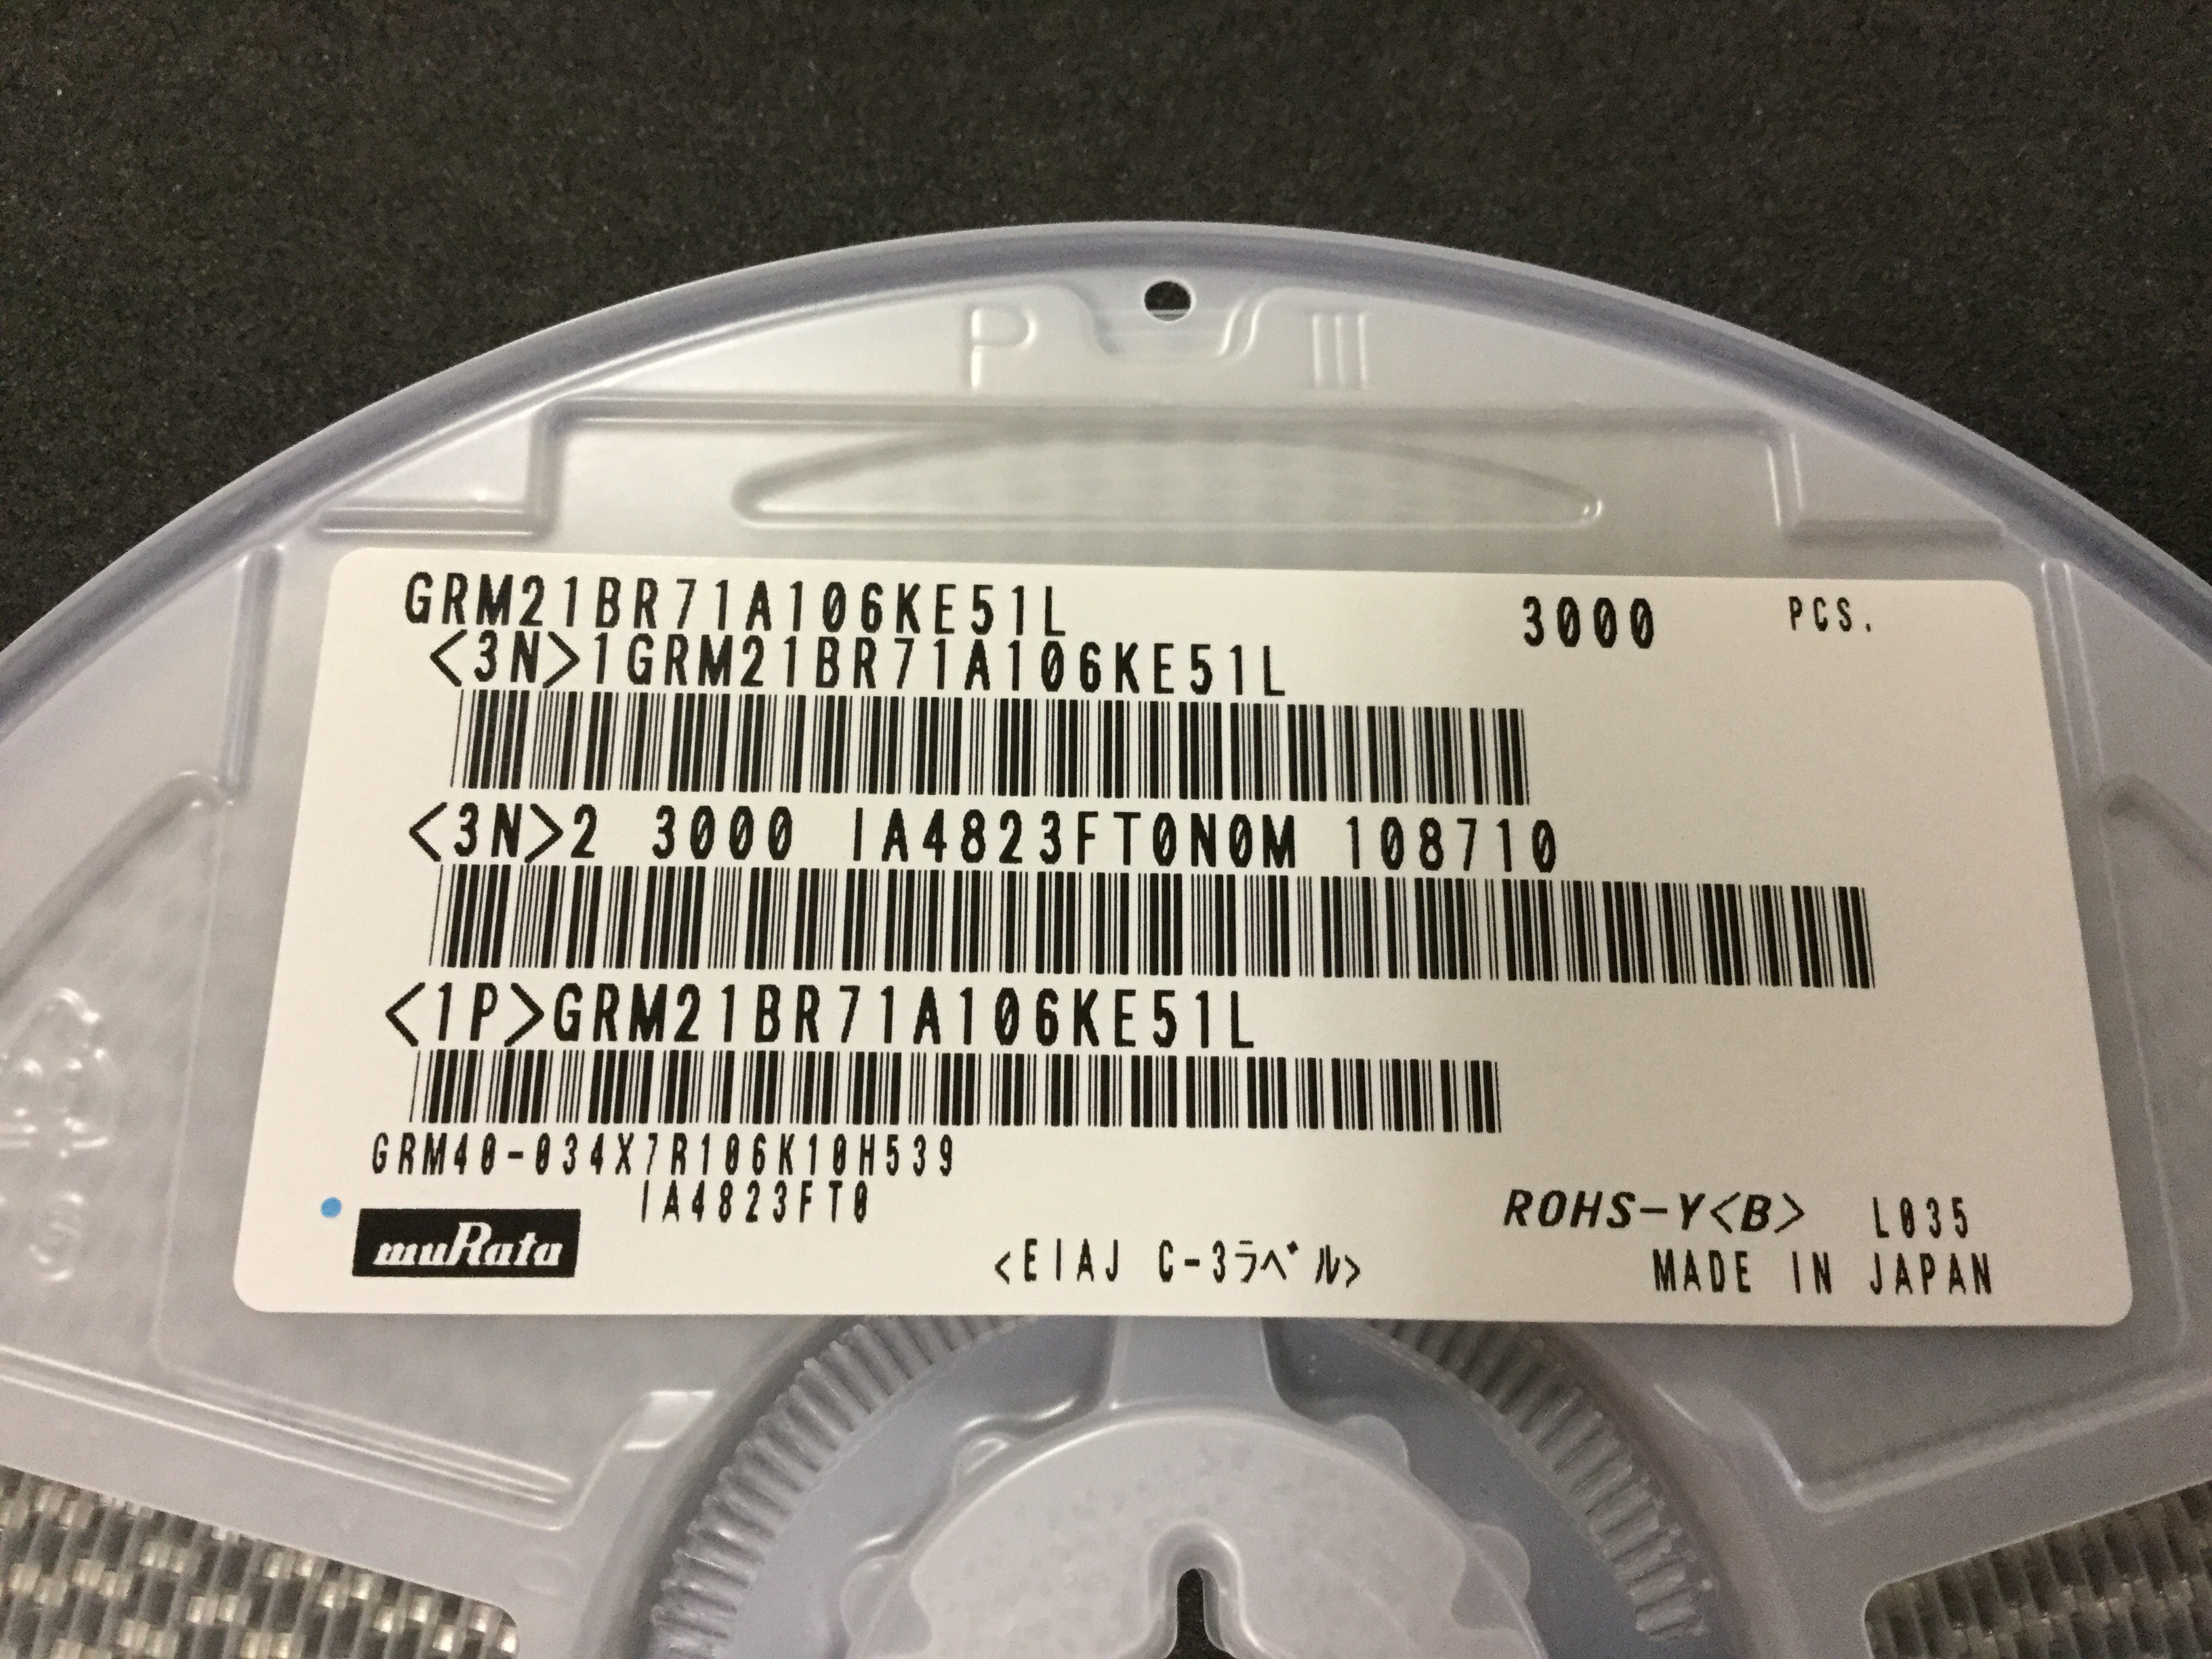 P III
GRM21BR71A106KE51L 3000 PCS.
<3N>1GRM21BR71A106KE51L
<3N>2 3000 IA4823FT0N0M 108710
<1P>GRM21BR71A106KE51L
GRM40-034X7R106K10H539
IA4823FT0
muRata
ROHS-Y<B> L035
<EIAJ C-3ラベル>
MADE IN JAPAN